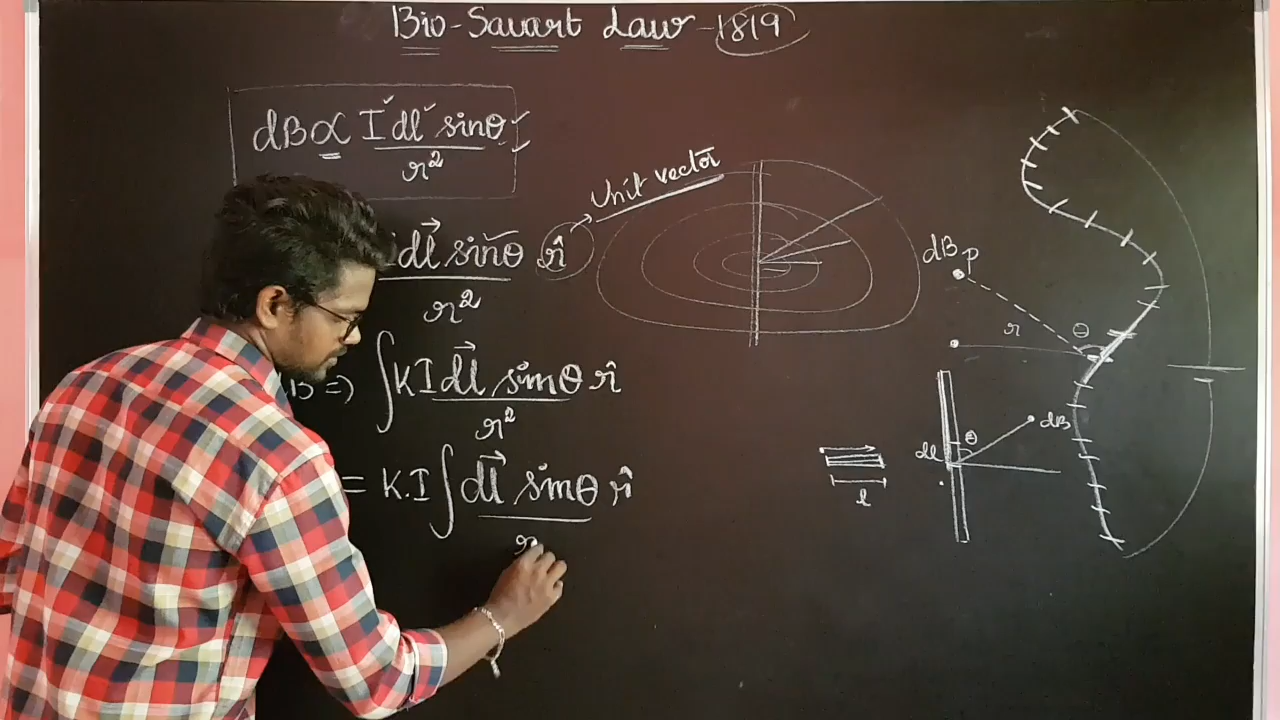 Bio-Savart Law - 1819
dB ∝ I dl sinθ / r²
dl⃗ sinθ / r² r̂ → Unit vector
B ⇒ ∫ K I dl⃗ sinθ / r² r̂
= K.I ∫ dl⃗ sinθ / r r̂
dB P
r
θ
dl
θ
dB
l